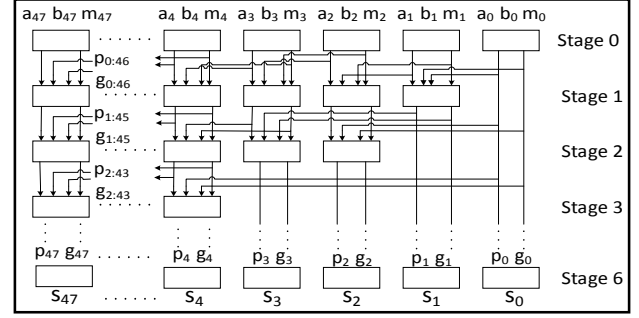 a47 b47 m47 ...... a4 b4 m4 a3 b3 m3 a2 b2 m2 a1 b1 m1 a0 b0 m0
Stage 0
p0:46
g0:46
Stage 1
p1:45
g1:45
Stage 2
p2:43
g2:43
Stage 3
p47 g47 ...... p4 g4 p3 g3 p2 g2 p1 g1 p0 g0
Stage 6
s47 ...... s4 s3 s2 s1 s0